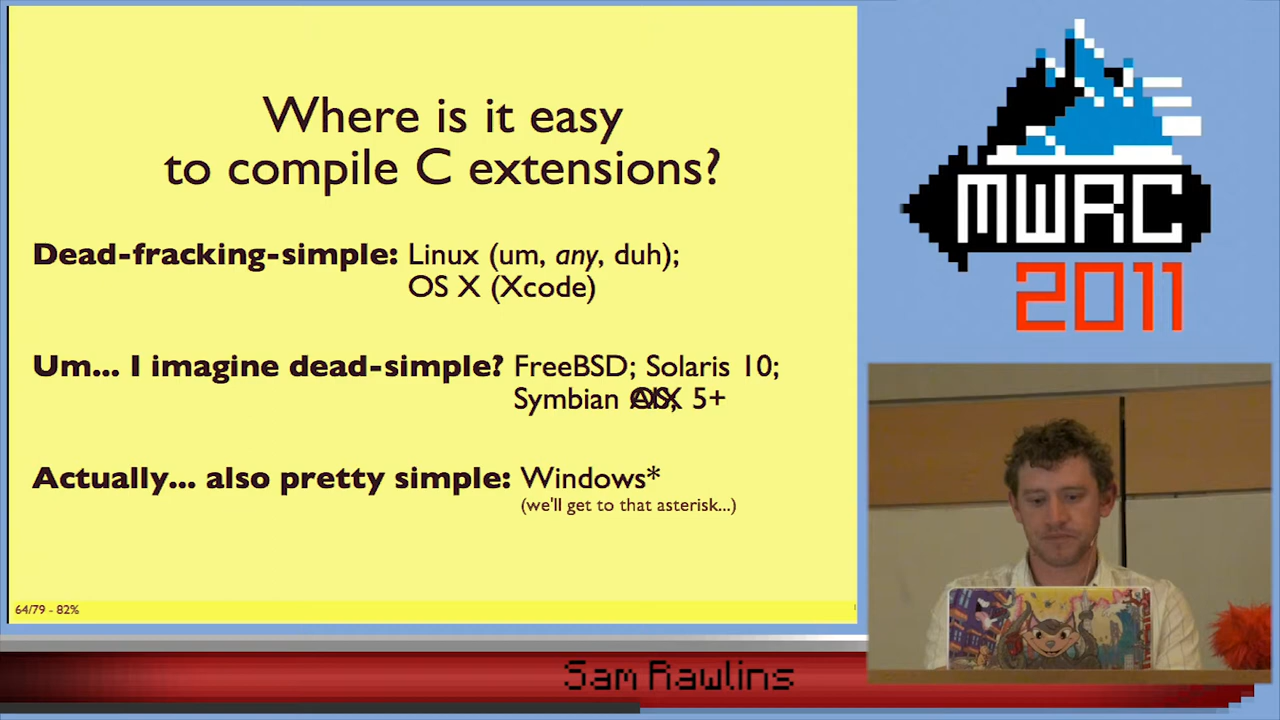 Where is it easy
to compile C extensions?
Dead-fracking-simple: Linux (um, any, duh);
OS X (Xcode)
Um... I imagine dead-simple? FreeBSD; Solaris 10;
Symbian 5+
Actually... also pretty simple: Windows*
(we'll get to that asterisk...)
64/79 - 82%
MWRC
2011
Sam Rawlins